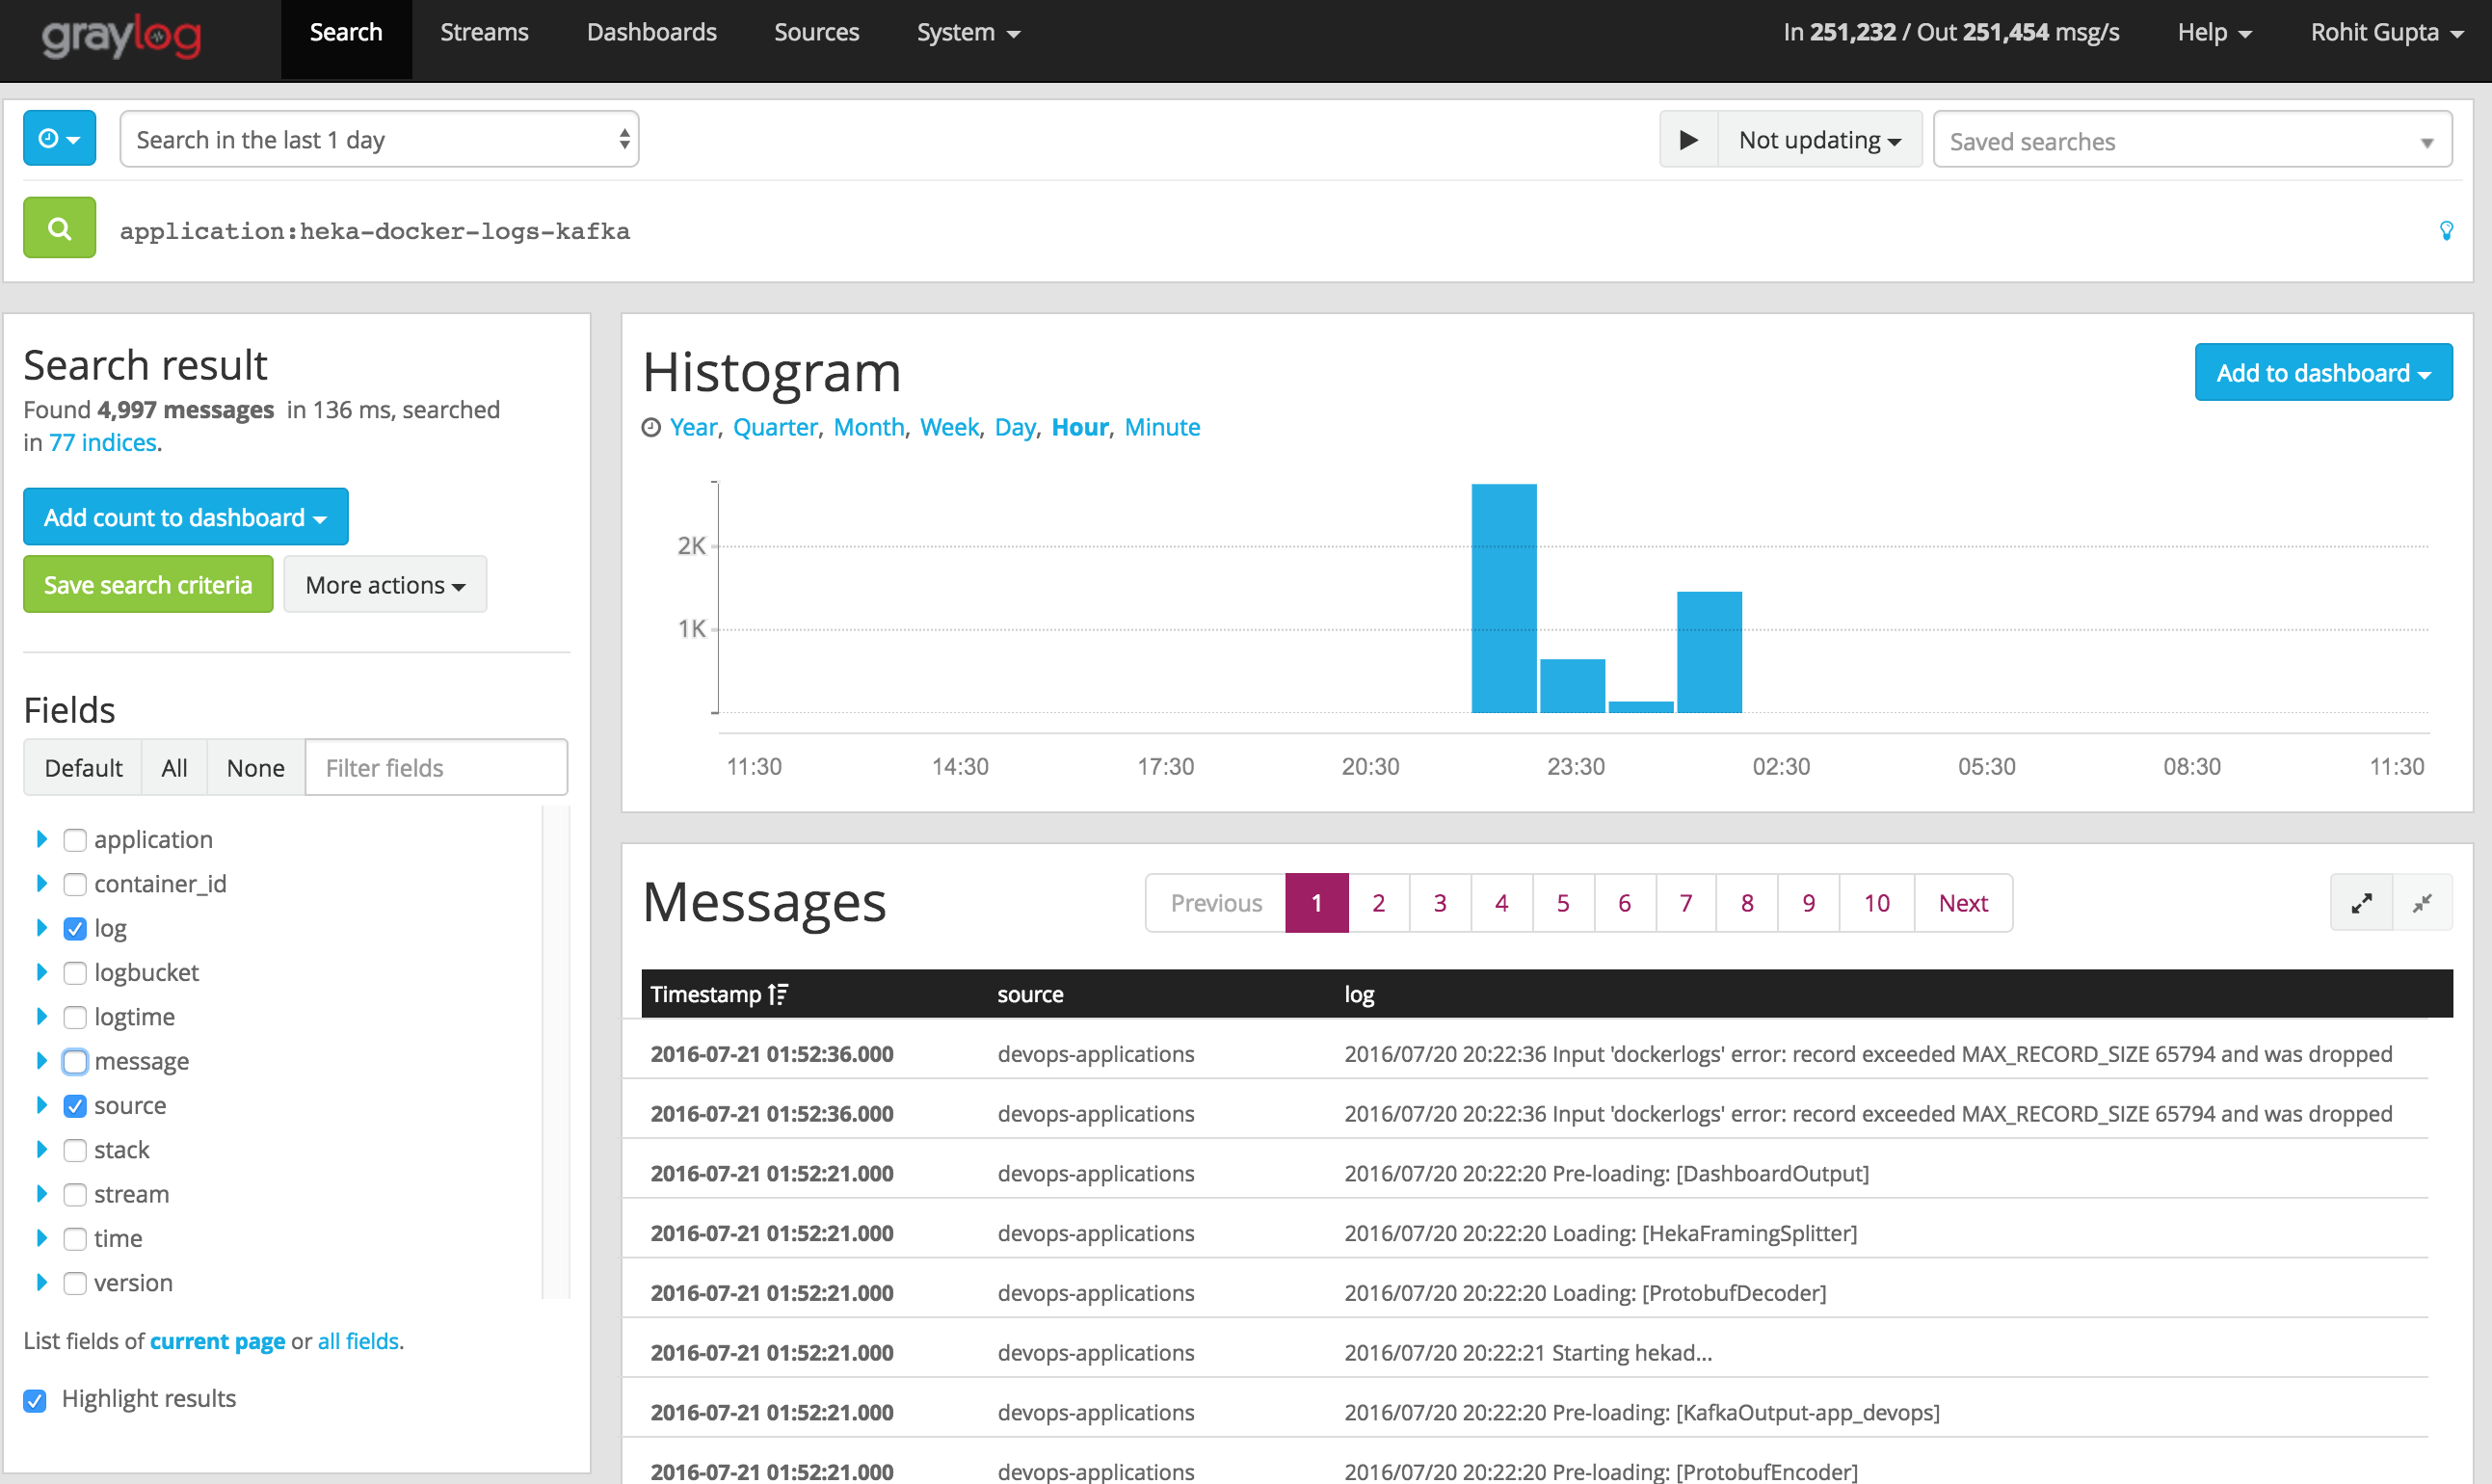 graylog
Search Streams Dashboards Sources System In 251,232 / Out 251,454 msg/s Help Rohit Gupta
Search in the last 1 day Not updating Saved searches
application:heka-docker-logs-kafka
Search result
Found 4,997 messages in 136 ms, searched
in 77 indices.
Add count to dashboard
Save search criteria More actions
Fields
Default All None Filter fields
application
container_id
log
logbucket
logtime
message
source
stack
stream
time
version
List fields of current page or all fields.
Highlight results
Histogram
Add to dashboard
Year, Quarter, Month, Week, Day, Hour, Minute
2K
1K
11:30 14:30 17:30 20:30 23:30 02:30 05:30 08:30 11:30
Messages
Previous 1 2 3 4 5 6 7 8 9 10 Next
Timestamp source log
2016-07-21 01:52:36.000 devops-applications 2016/07/20 20:22:36 Input 'dockerlogs' error: record exceeded MAX_RECORD_SIZE 65794 and was dropped
2016-07-21 01:52:36.000 devops-applications 2016/07/20 20:22:36 Input 'dockerlogs' error: record exceeded MAX_RECORD_SIZE 65794 and was dropped
2016-07-21 01:52:21.000 devops-applications 2016/07/20 20:22:20 Pre-loading: [DashboardOutput]
2016-07-21 01:52:21.000 devops-applications 2016/07/20 20:22:20 Loading: [HekaFramingSplitter]
2016-07-21 01:52:21.000 devops-applications 2016/07/20 20:22:20 Loading: [ProtobufDecoder]
2016-07-21 01:52:21.000 devops-applications 2016/07/20 20:22:21 Starting hekad...
2016-07-21 01:52:21.000 devops-applications 2016/07/20 20:22:20 Pre-loading: [KafkaOutput-app_devops]
2016-07-21 01:52:21.000 devops-applications 2016/07/20 20:22:20 Pre-loading: [ProtobufEncoder]